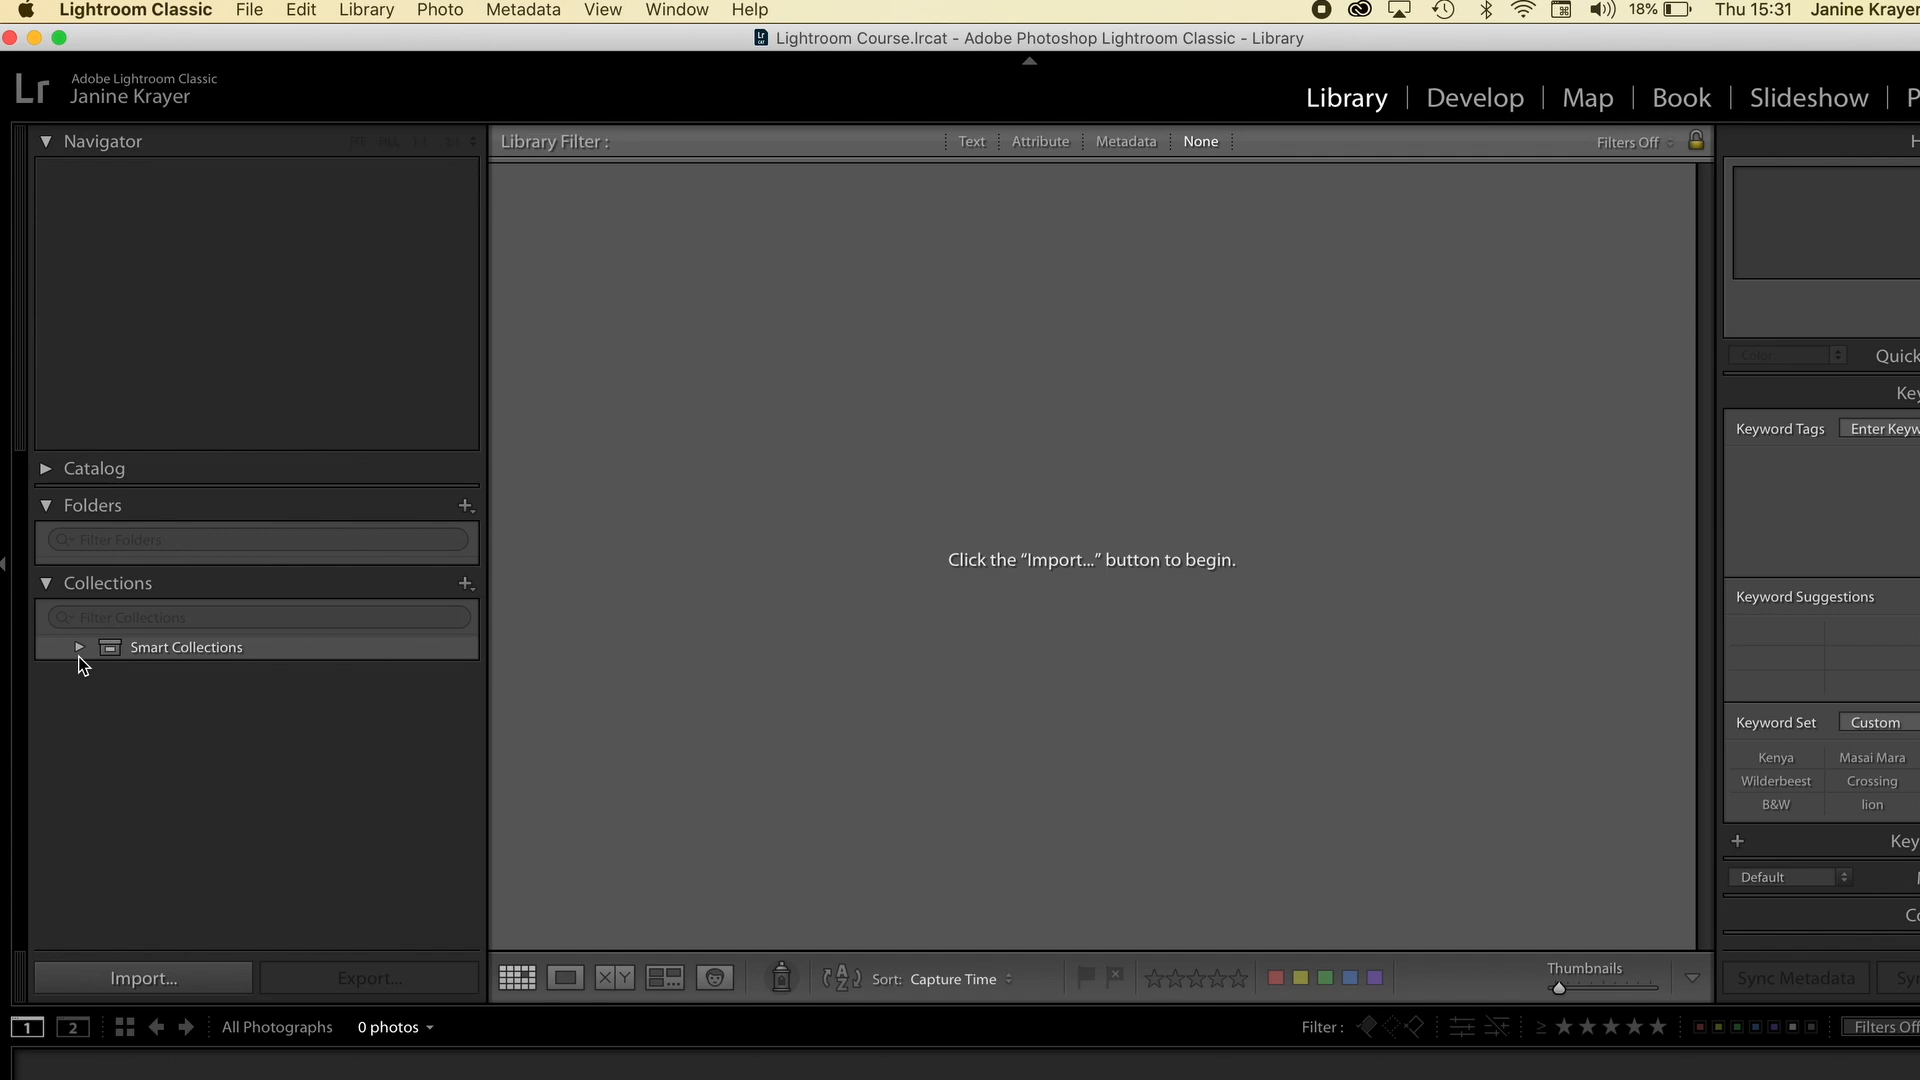 Lightroom Classic File Edit Library Photo Metadata View Window Help 18% Thu 15:31 Janine Krayer
Lightroom Course.lrcat - Adobe Photoshop Lightroom Classic - Library
Lr Adobe Lightroom Classic
Janine Krayer
Library | Develop | Map | Book | Slideshow |
Navigator
Library Filter : Text Attribute Metadata None Filters Off
Quick
Catalog
Folders
Filter Folders
Collections
Filter Collections
Smart Collections
Click the “Import...” button to begin.
Color
Keyword Tags Enter Keyw
Keyword Suggestions
Keyword Set Custom
Kenya Masai Mara
Wilderbeest Crossing
B&W lion
Key
Default
Import... Export...
XY
Sort: Capture Time
Thumbnails
Sync Metadata
1 2 All Photographs 0 photos
Filter : ≥ Filters Off